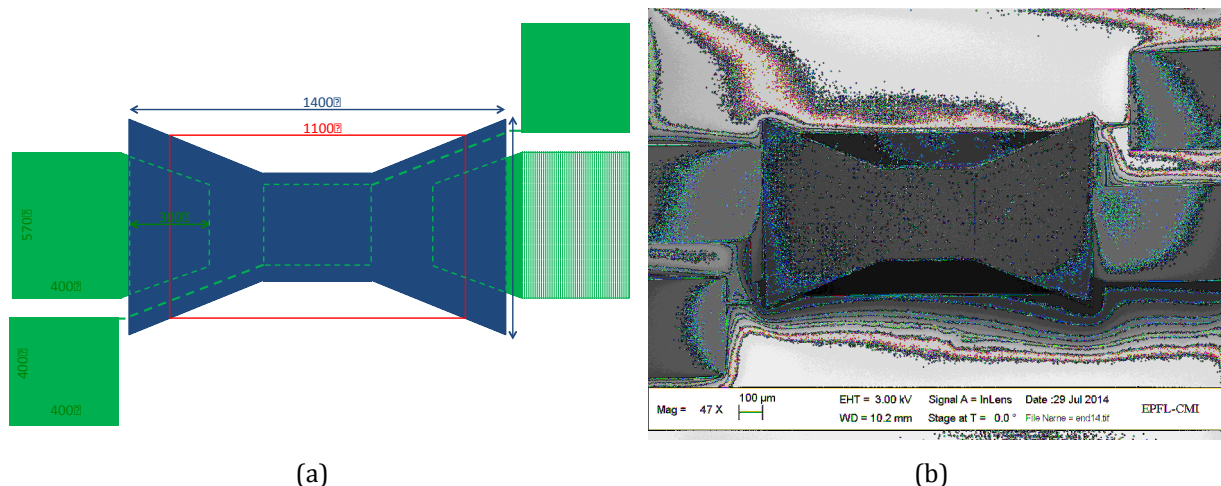 1400
1100
570
400
400
400
Mag = 47 X
100 µm
EHT = 3.00 kV Signal A = InLens Date :29 Jul 2014
WD = 10.2 mm Stage at T = 0.0 ° File Name = end14.tif
EPFL-CMI
(a)
(b)